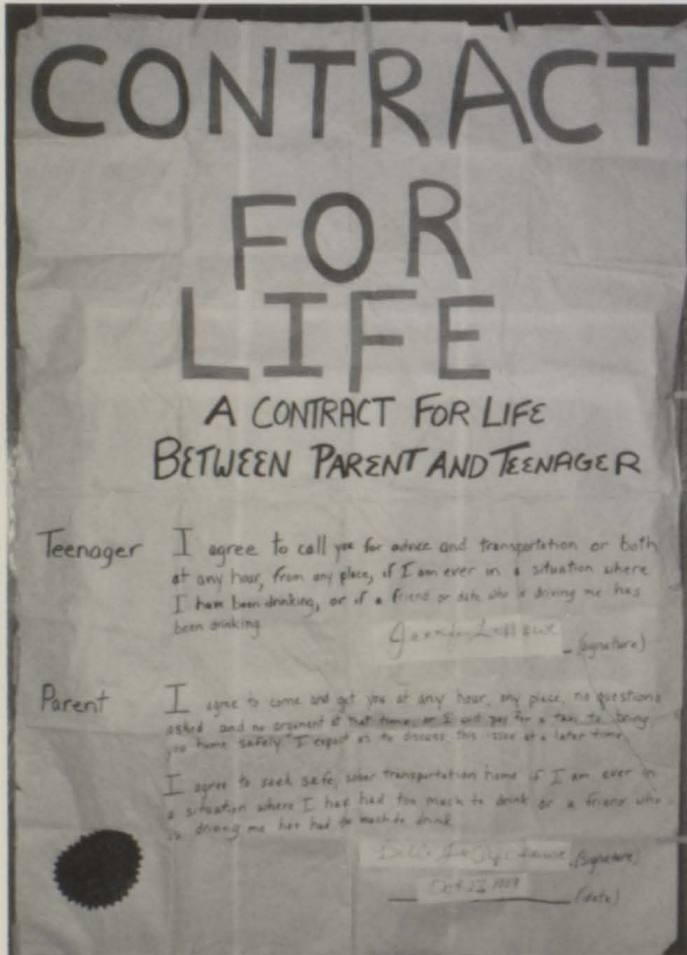 CONTRACT
FOR
LIFE
A CONTRACT FOR LIFE
BETWEEN PARENT AND TEENAGER
Teenager I agree to call you for advice and transportation or both
at any hour, from any place, if I am ever in a situation where
I have been drinking, or if a friend or date who is driving me has
been drinking
(signature)
Parent I agree to come and get you at any hour, any place, no questions
asked and no argument at that time, or I will pay for a taxi to bring
you home safely. I expect us to discuss this issue at a later time.
I agree to seek safe, sober transportation home if I am ever in
a situation where I has had too much to drink or a friend who
is driving me has had to much to drink
(signature)
Oct 1989
(date)